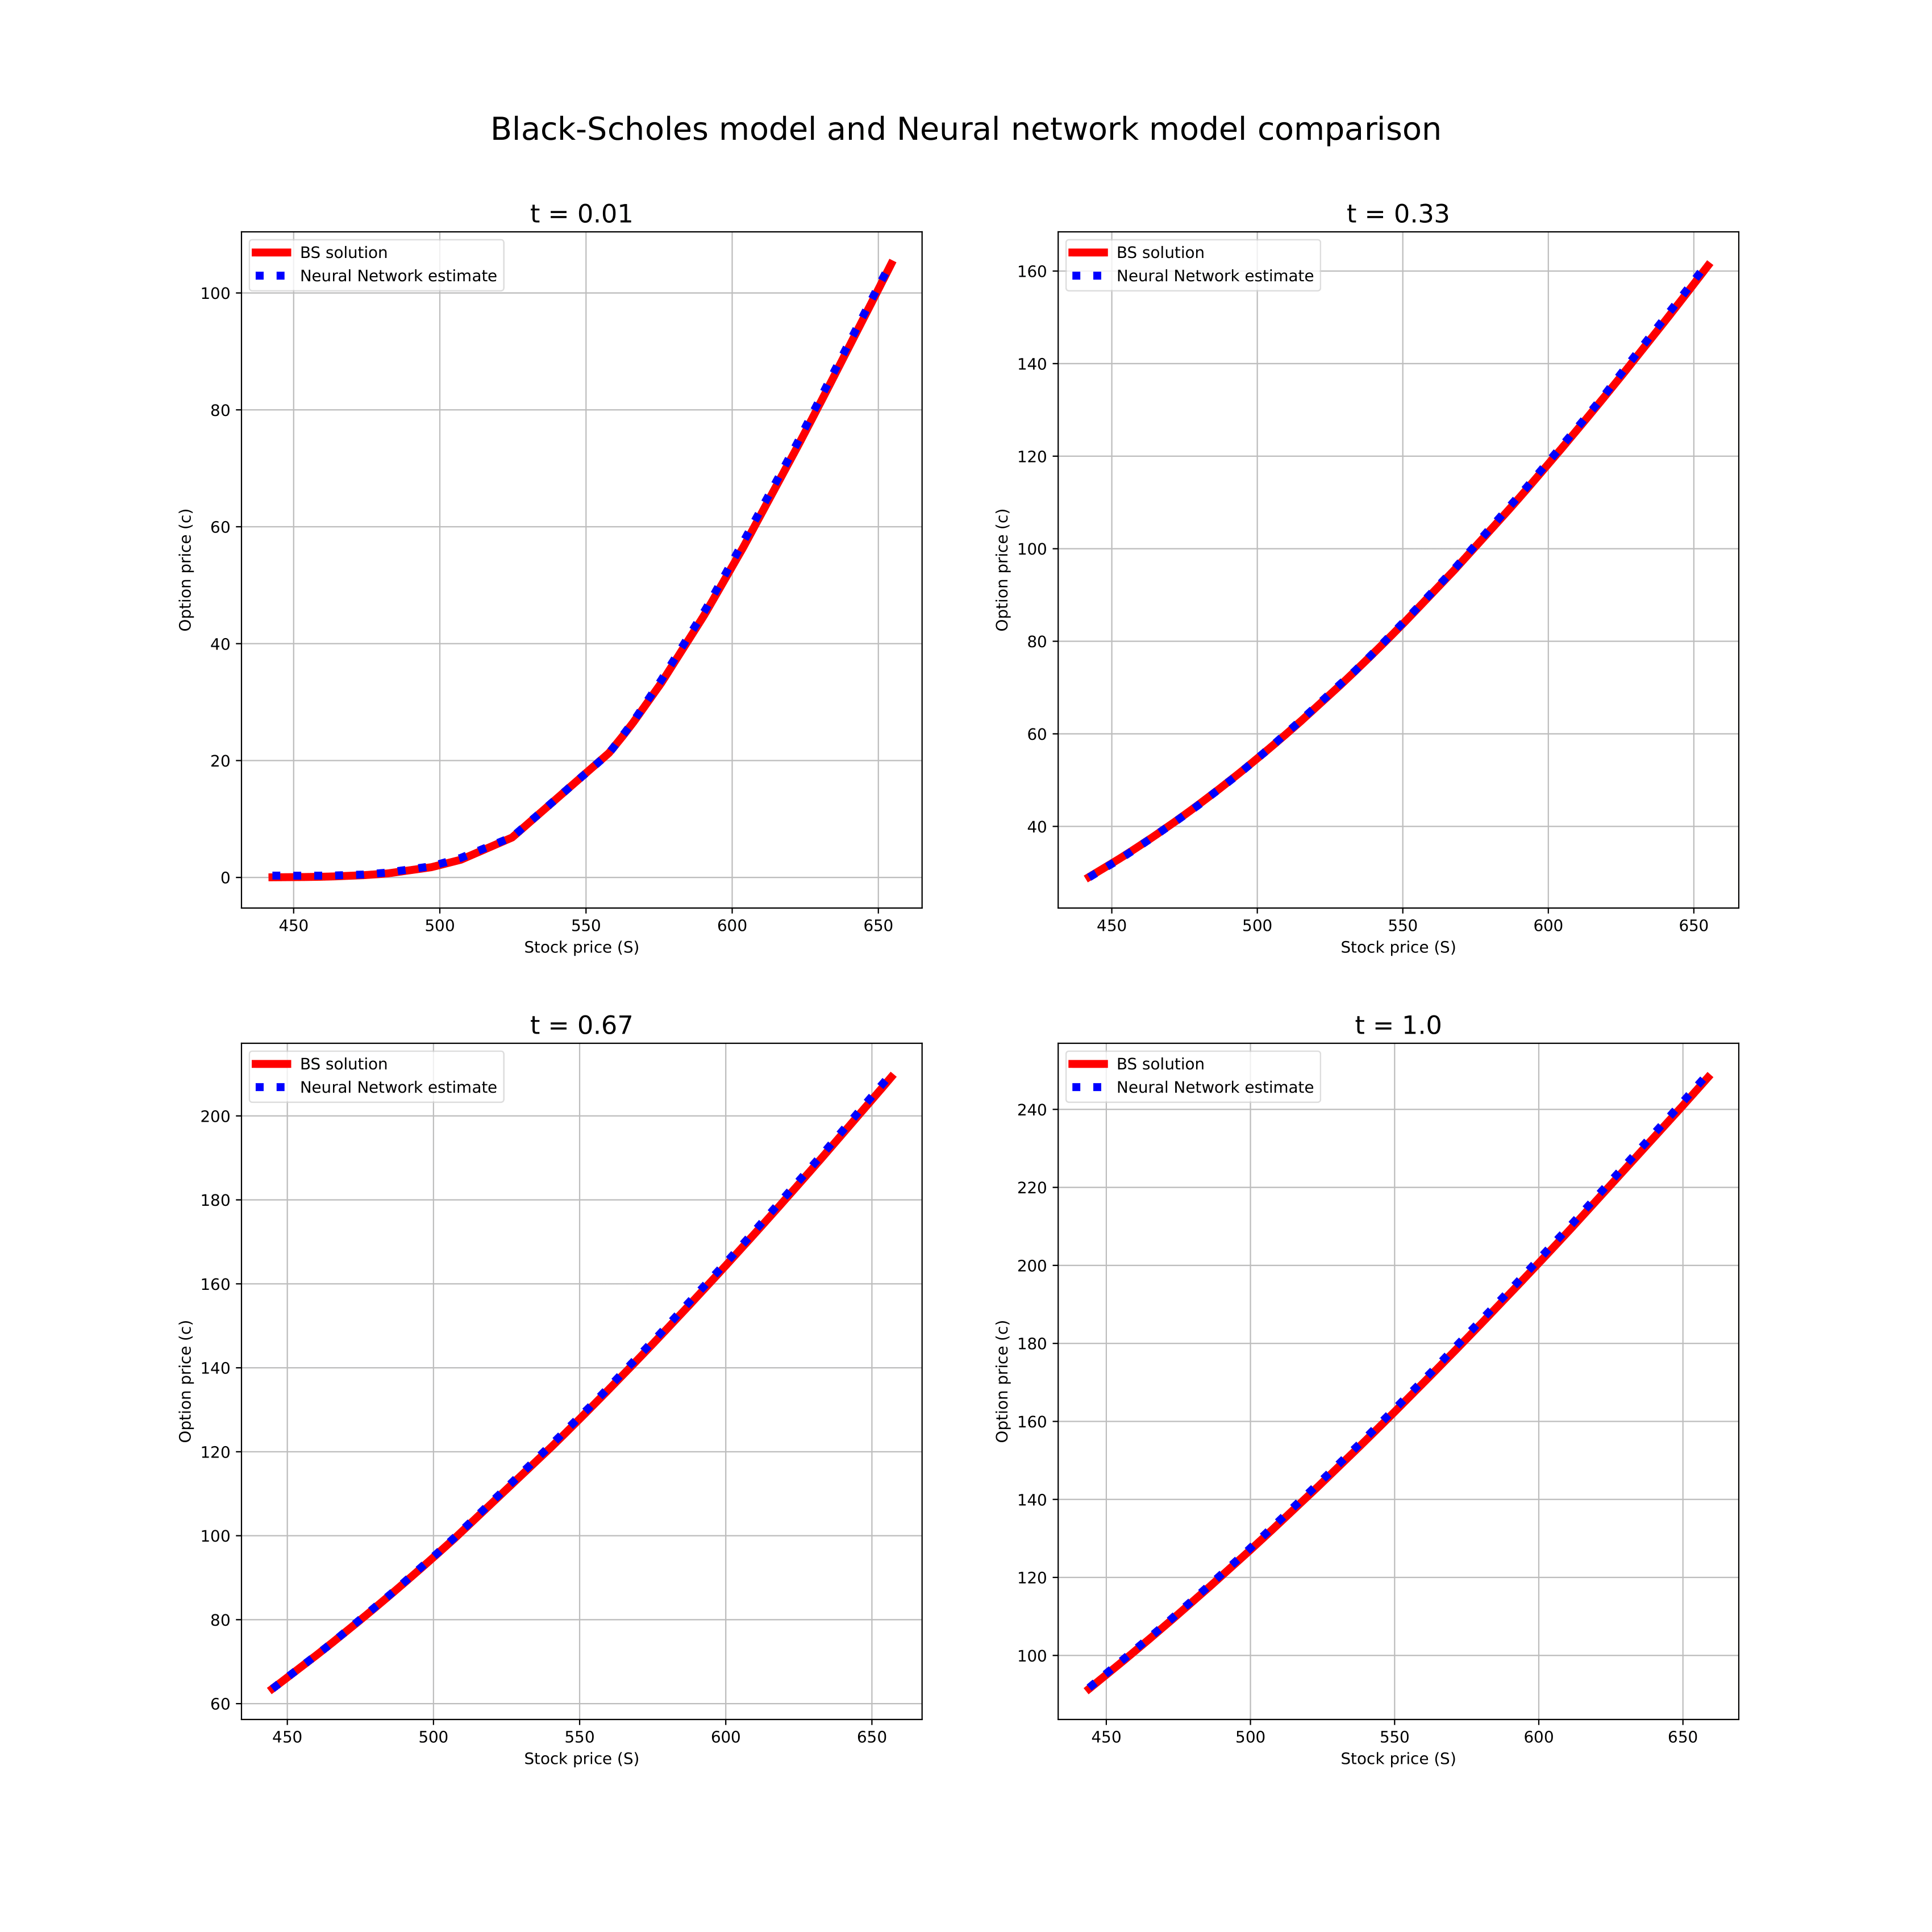 Black-Scholes model and Neural network model comparison
t = 0.01
BS solution
Neural Network estimate
100
80
60
40
20
0
Option price (c)
450 500 550 600 650
Stock price (S)
t = 0.33
BS solution
Neural Network estimate
160
140
120
100
80
60
40
Option price (c)
450 500 550 600 650
Stock price (S)
t = 0.67
BS solution
Neural Network estimate
200
180
160
140
120
100
80
60
Option price (c)
450 500 550 600 650
Stock price (S)
t = 1.0
BS solution
Neural Network estimate
240
220
200
180
160
140
120
100
Option price (c)
450 500 550 600 650
Stock price (S)